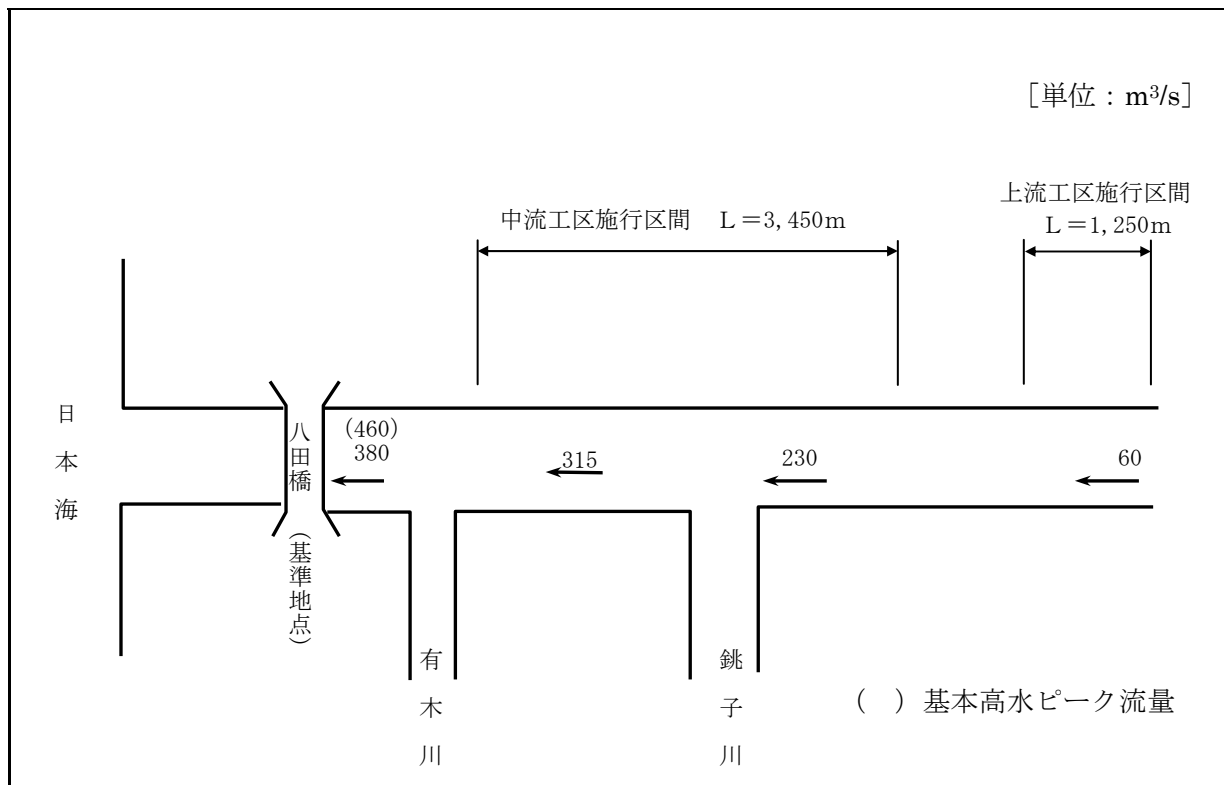 ［単位：m³/s］
上流工区施行区間
Ｌ＝1,250m
中流工区施行区間　Ｌ＝3,450m
日本海
八田橋（基準地点）
(460)
380
315
230
60
有木川
銚子川
（　）基本高水ピーク流量